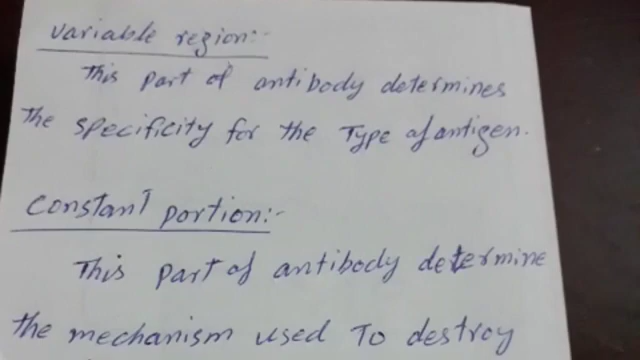 variable region:-
This part of antibody determines
the specificity for the Type of antigen.
Constant portion:-
This part of antibody determine
the mechanism used To destroy